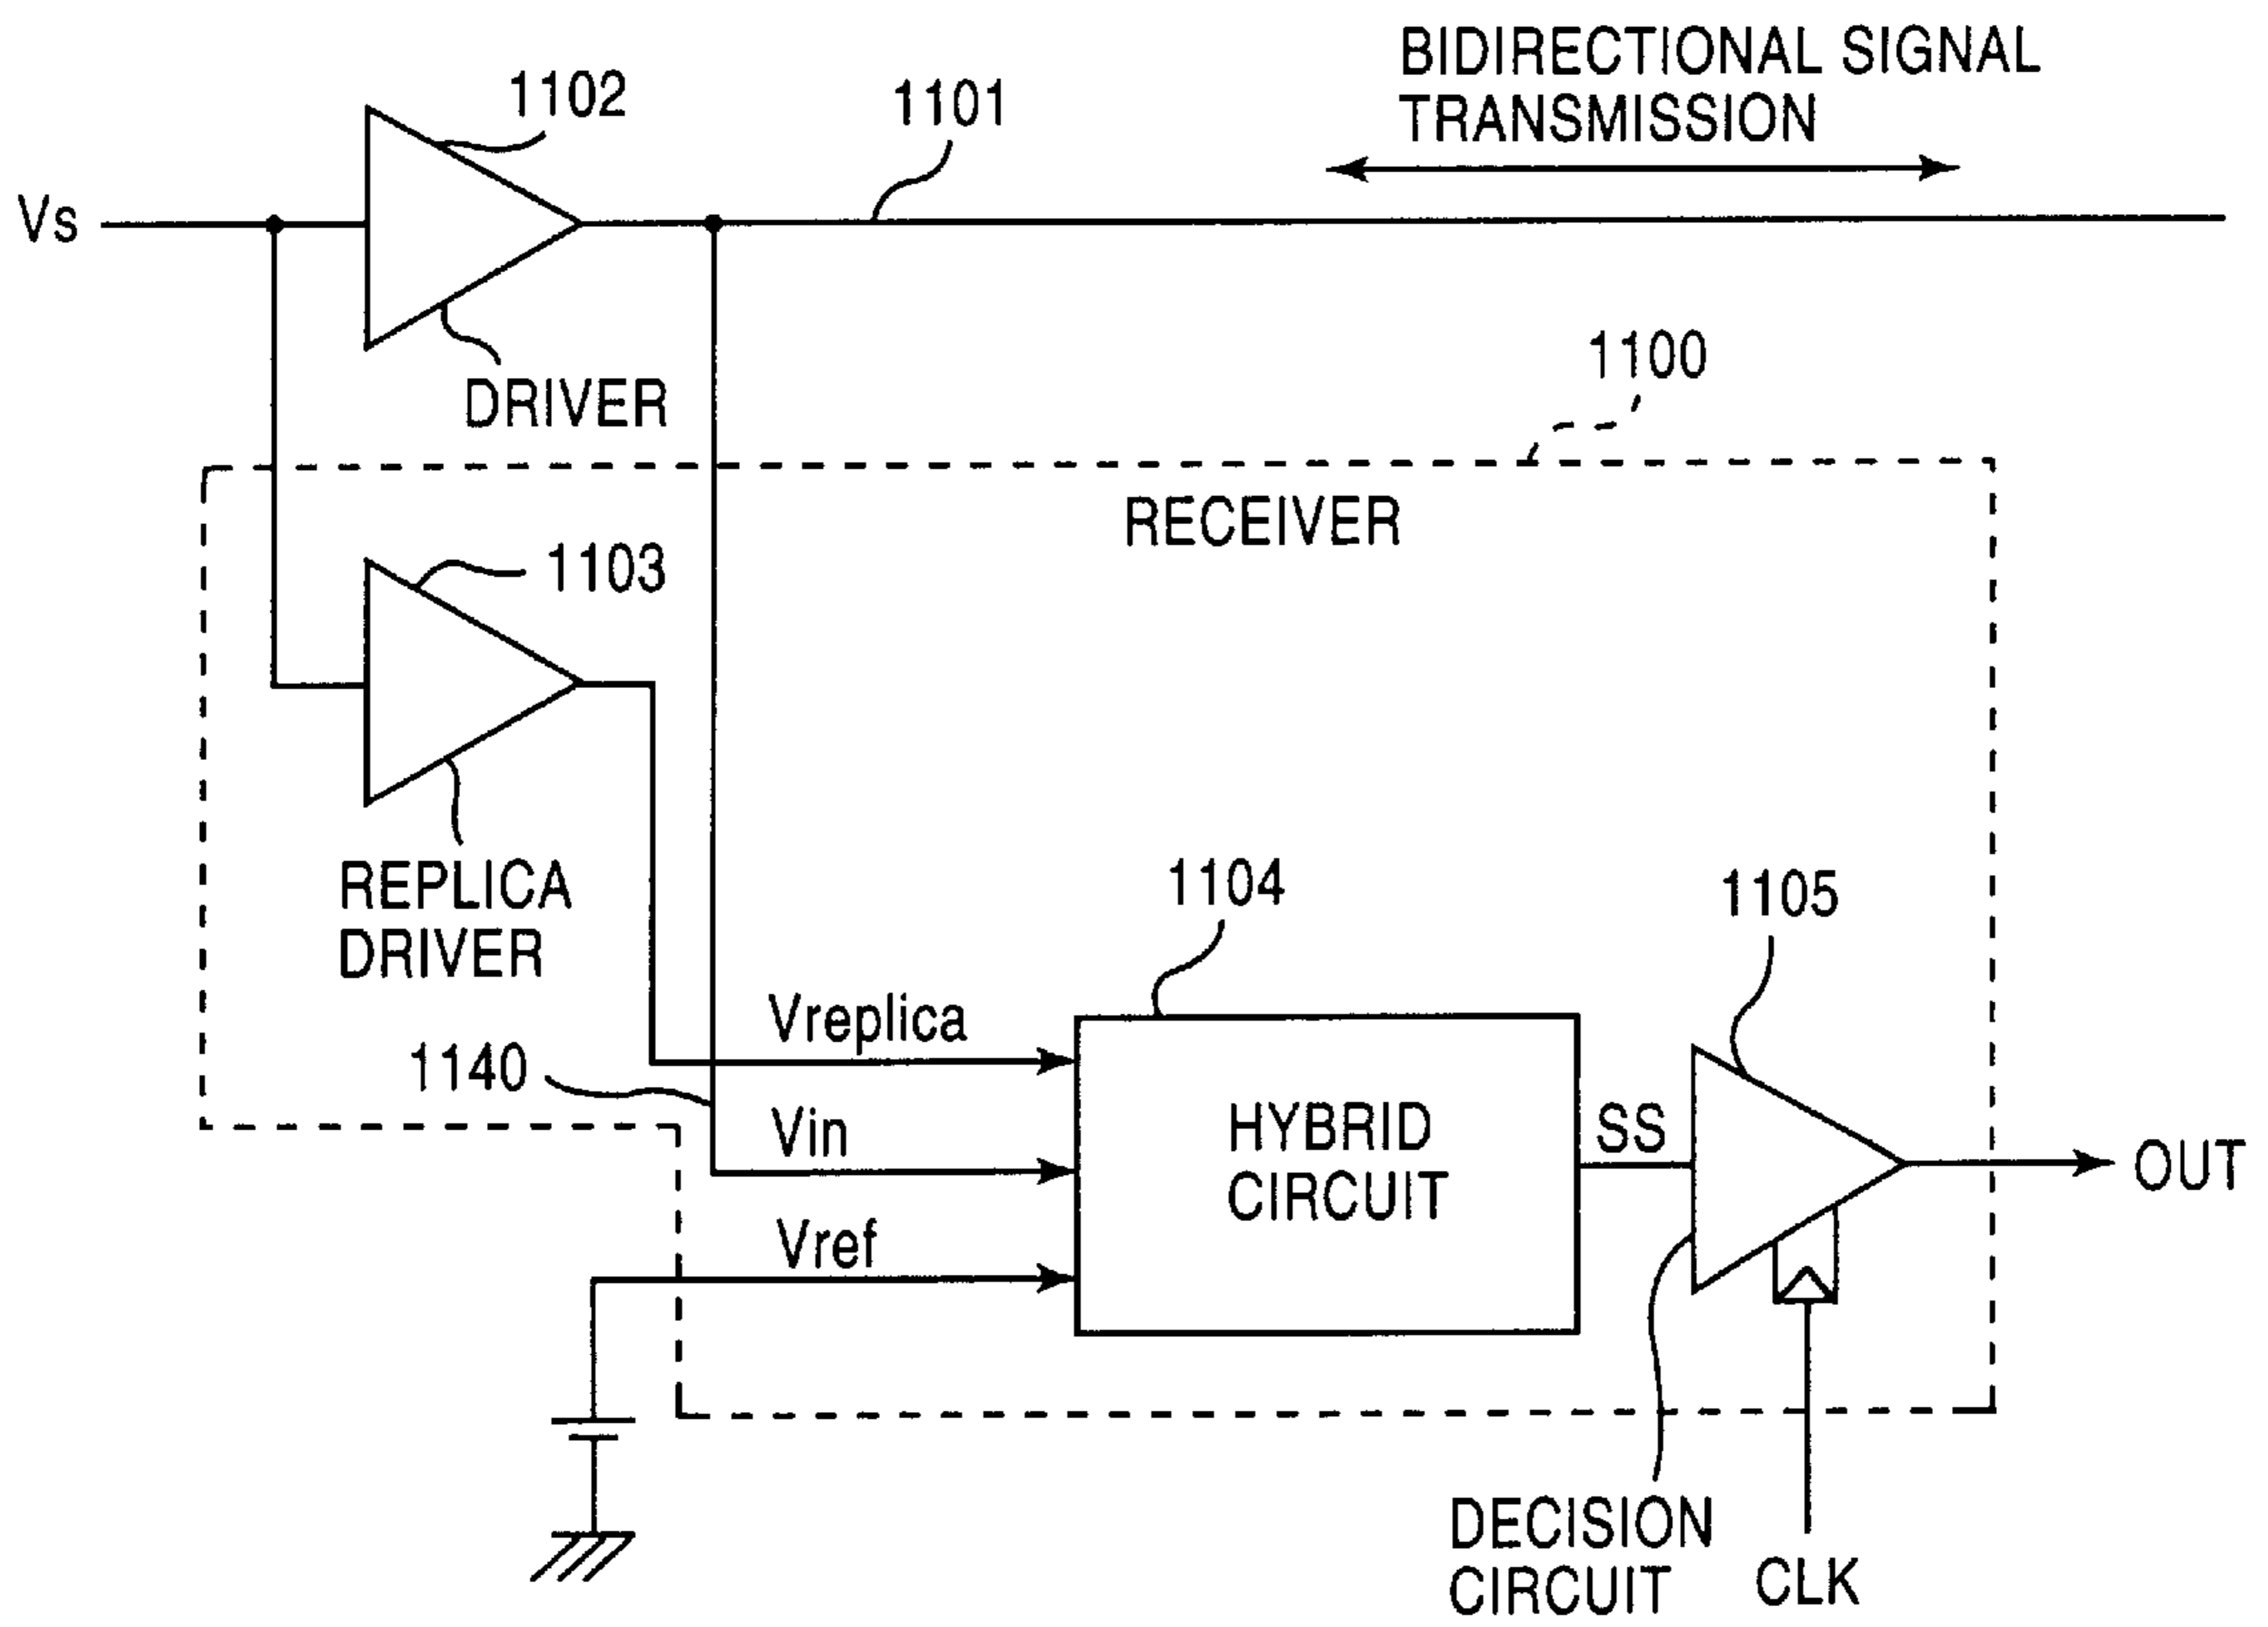 BIDIRECTIONAL SIGNAL
TRANSMISSION
1102
1101
Vs
DRIVER
1100
RECEIVER
1103
REPLICA
DRIVER
1104
1105
Vreplica
1140
Vin
HYBRID
CIRCUIT
SS
OUT
Vref
DECISION
CIRCUIT
CLK